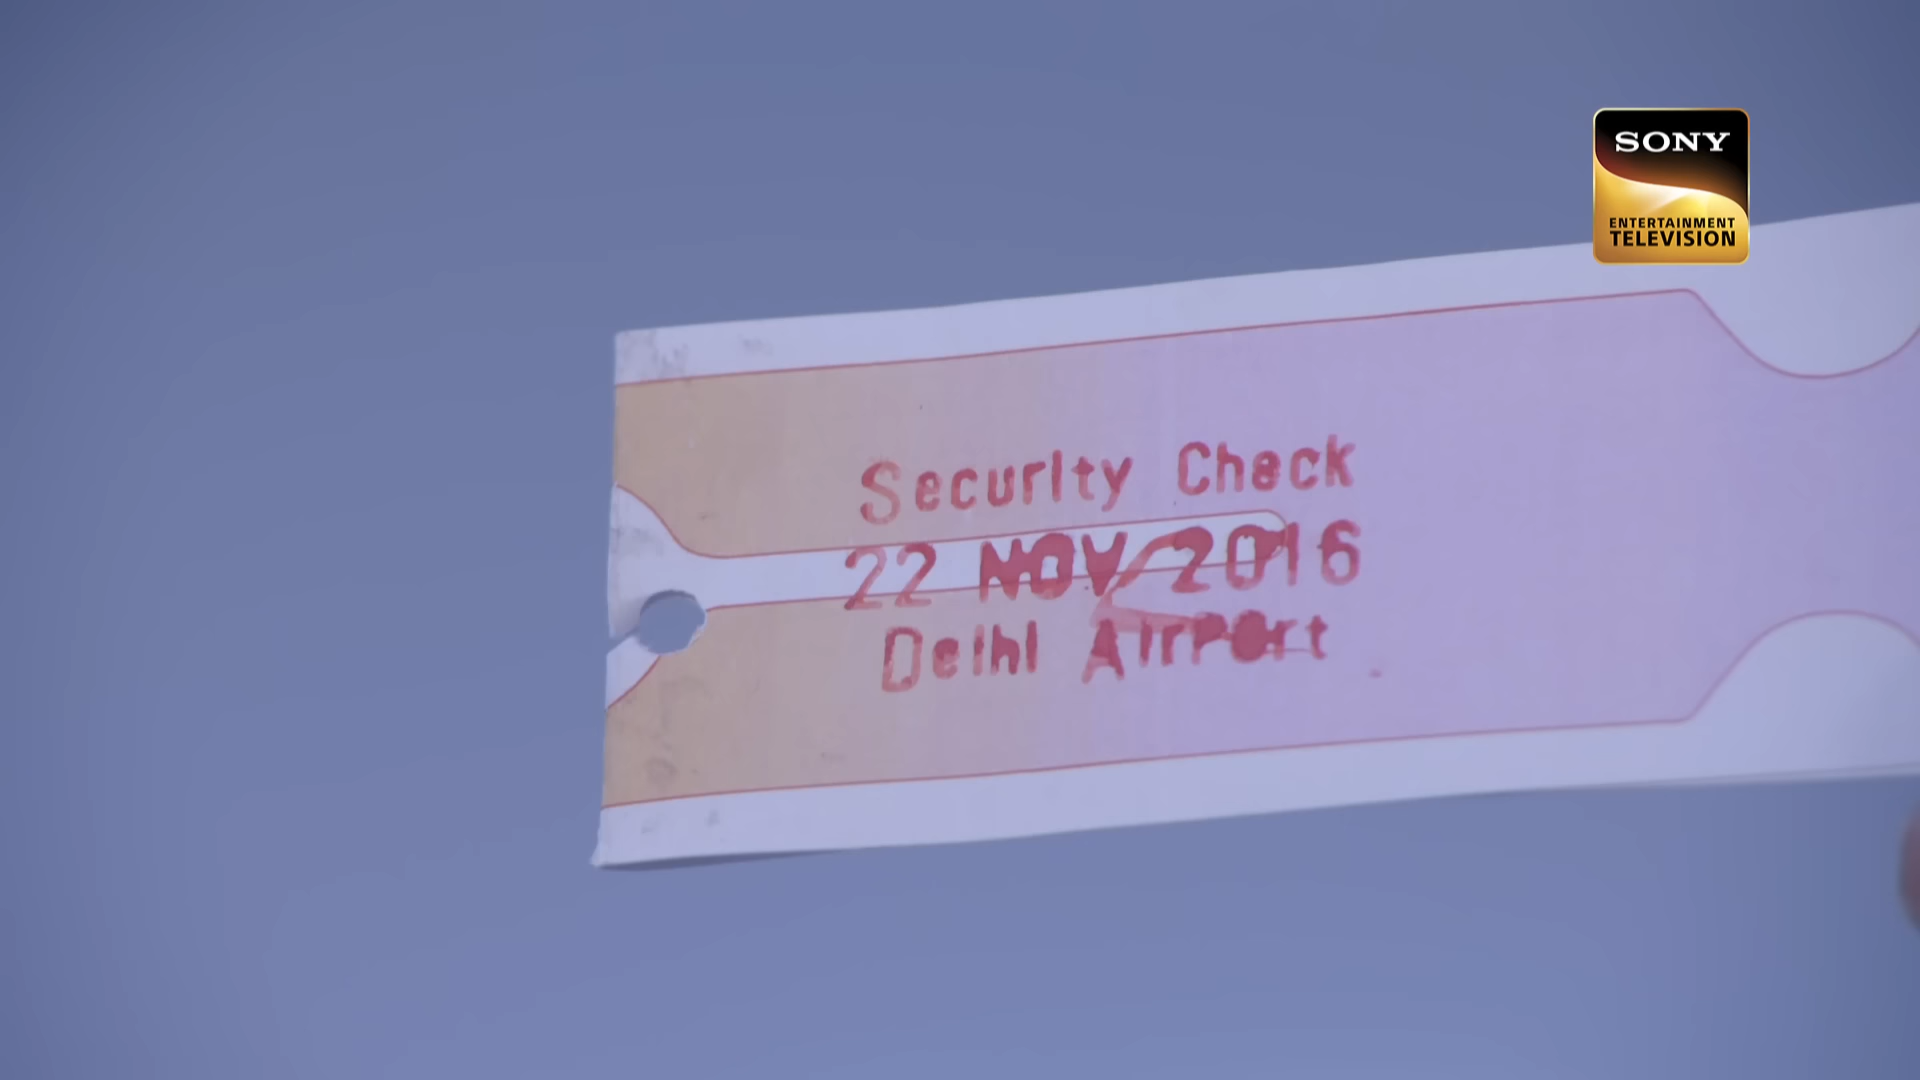 SONY
ENTERTAINMENT
TELEVISION
Security Check
22 NOV 2016
Delhi Airport